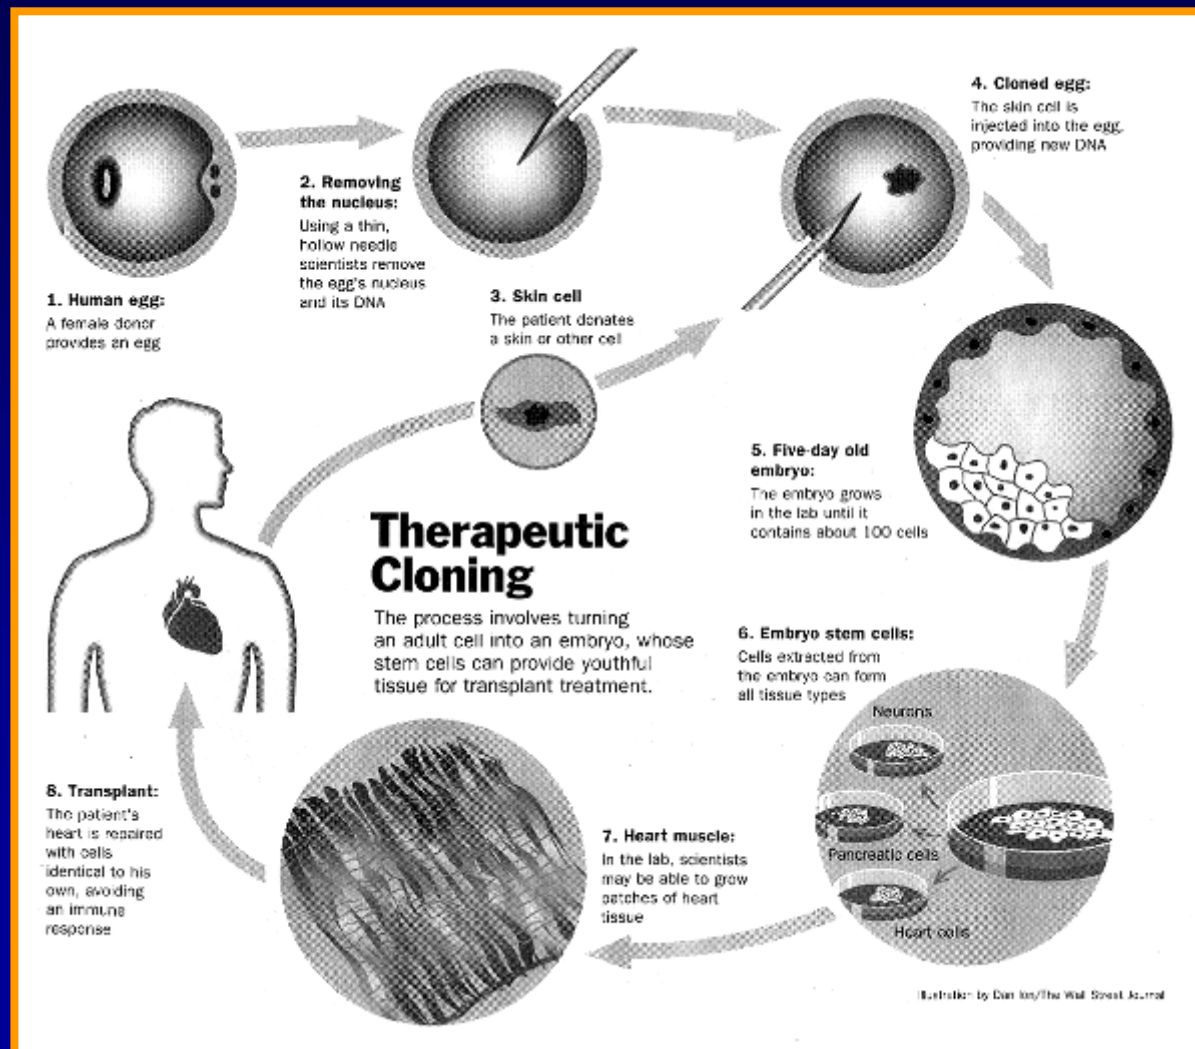 1. Human egg:
A female donor
provides an egg
2. Removing
the nucleus:
Using a thin,
hollow needle
scientists remove
the egg's nucleus
and its DNA
3. Skin cell
The patient donates
a skin or other cell
4. Cloned egg:
The skin cell is
injected into the egg,
providing new DNA
5. Five-day old
embryo:
The embryo grows
in the lab until it
contains about 100 cells
Therapeutic
Cloning
The process involves turning
an adult cell into an embryo, whose
stem cells can provide youthful
tissue for transplant treatment.
6. Embryo stem cells:
Cells extracted from
the embryo can form
all tissue types
Neurons
Pancreatic cells
Heart cells
7. Heart muscle:
In the lab, scientists
may be able to grow
patches of heart
tissue
8. Transplant:
The patient's
heart is repaired
with cells
identical to his
own, avoiding
an immune
response
Illustration by Dan Ion/The Wall Street Journal